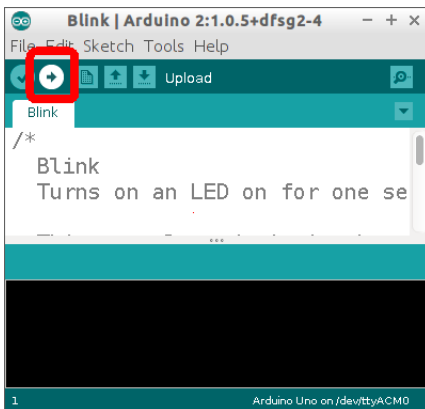 Blink | Arduino 2:1.0.5+dfsg2-4
File Edit Sketch Tools Help
Upload
Blink
/*
Blink
Turns on an LED on for one se
1
Arduino Uno on /dev/ttyACM0